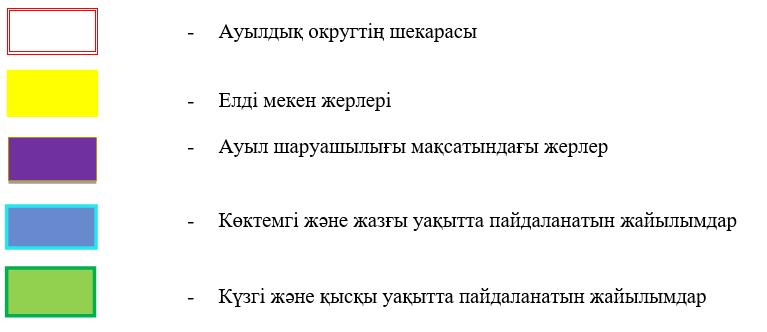 - Ауылдық округтің шекарасы
- Елді мекен жерлері
- Ауыл шаруашылығы мақсатындағы жерлер
- Көктемгі және жазғы уақытта пайдаланатын жайылымдар
- Күзгі және қысқы уақытта пайдаланатын жайылымдар